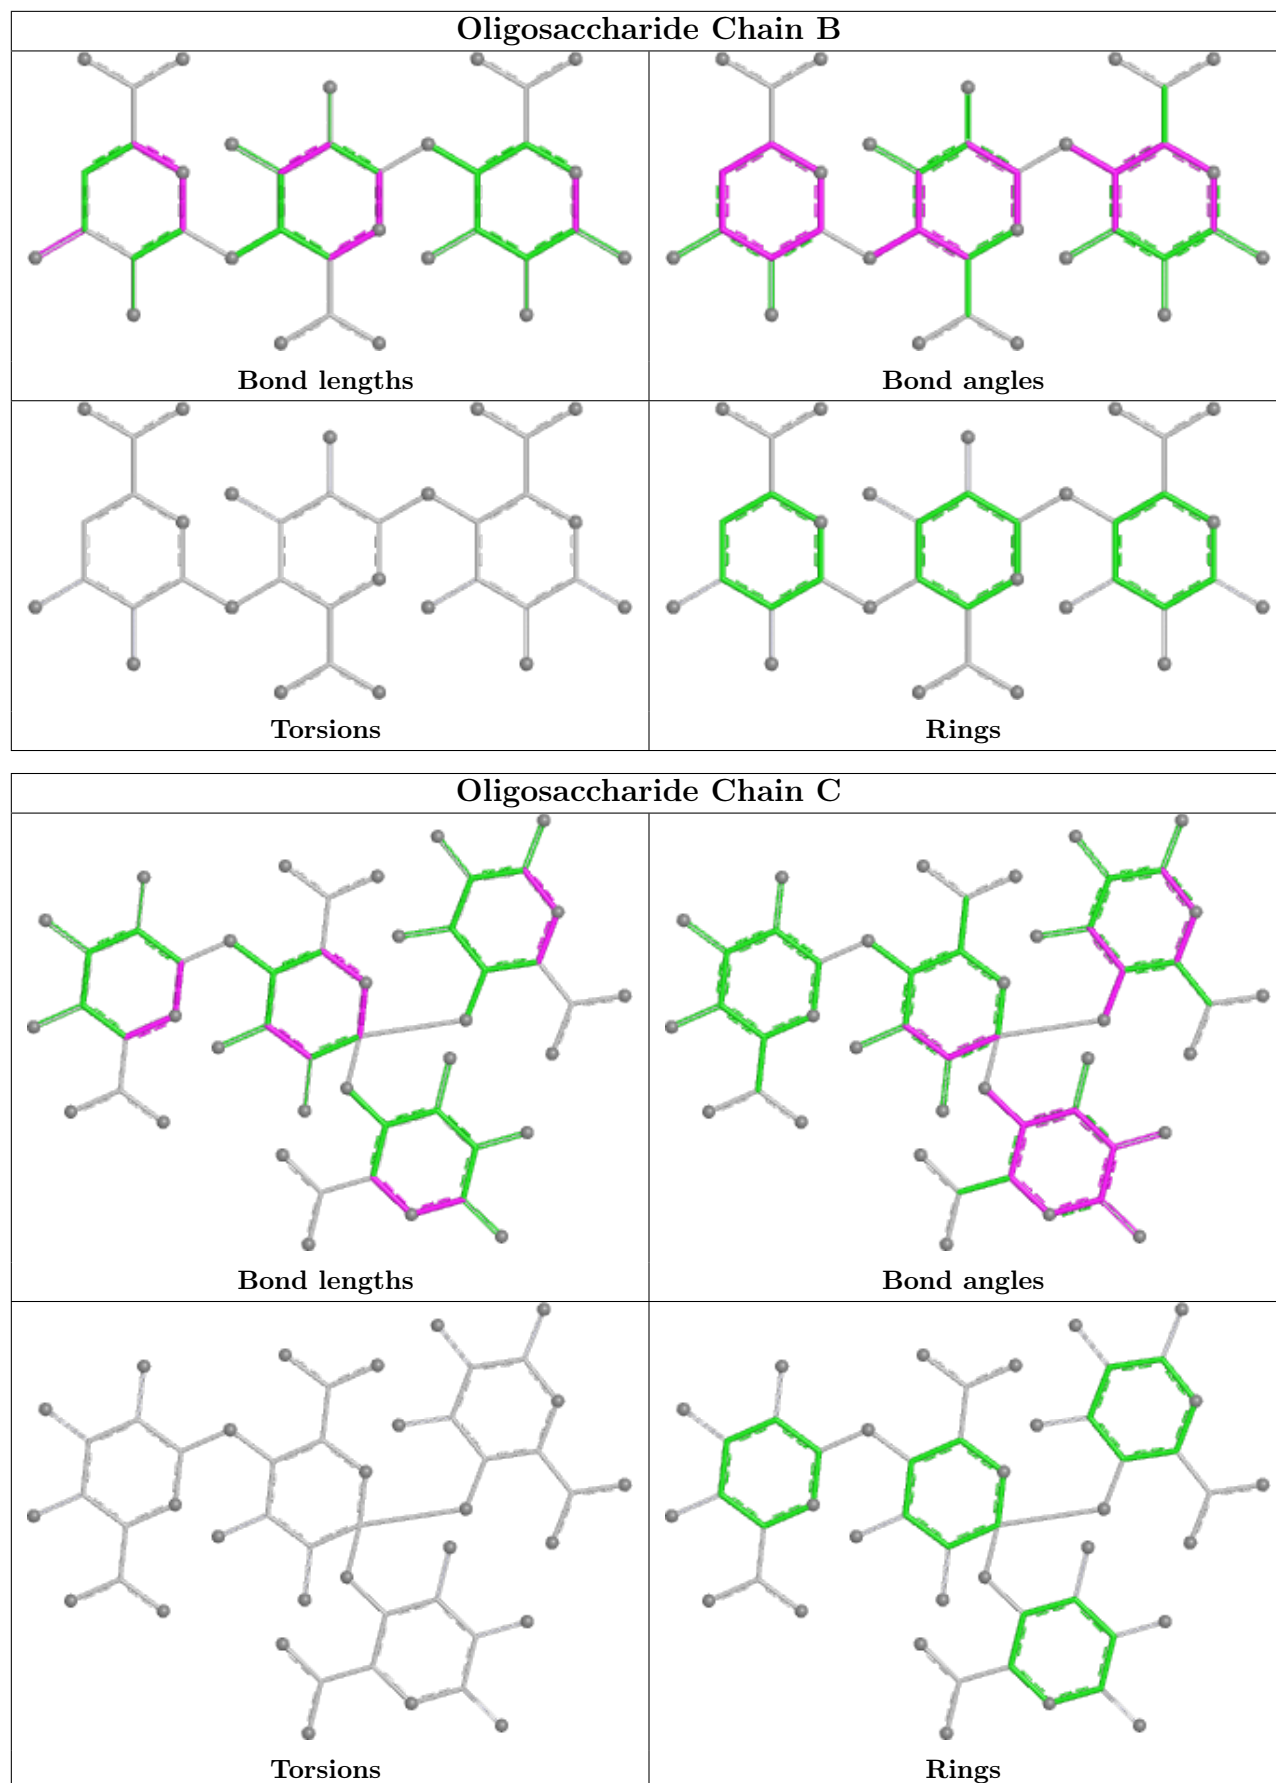 Oligosaccharide Chain B
Bond lengths
Bond angles
Torsions
Rings
Oligosaccharide Chain C
Bond lengths
Bond angles
Torsions
Rings